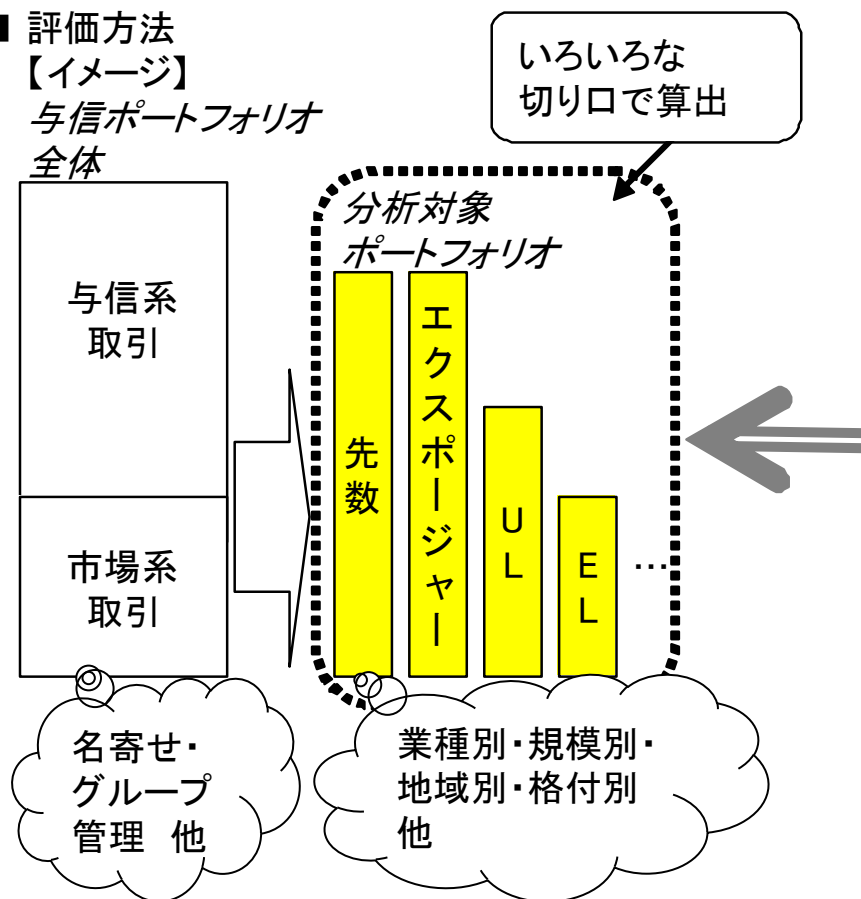 ■ 評価方法
【イメージ】
与信ポートフォリオ
全体
いろいろな
切り口で算出
分析対象
ポートフォリオ
与信系
取引
市場系
取引
先数
エクスポージャー
UL
EL
…
名寄せ・
グループ
管理 他
業種別・規模別・
地域別・格付別
他